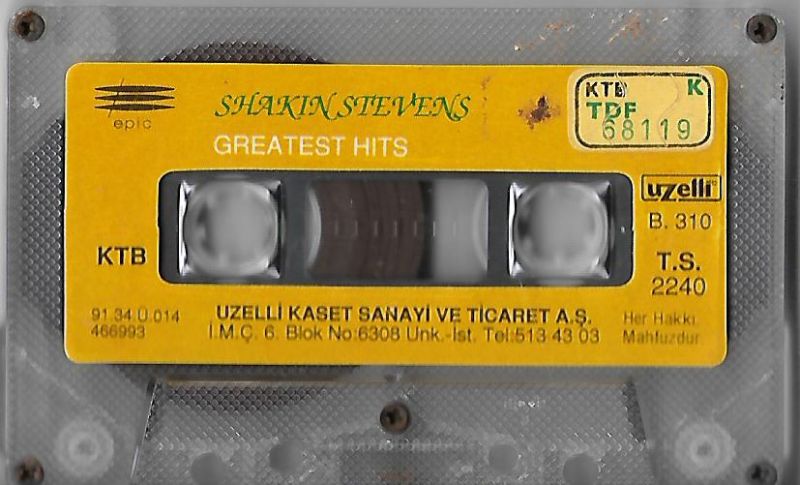 epic
SHAKIN STEVENS
GREATEST HITS
KTB K
TDF
68119
uzelli
B. 310
KTB
T.S.
2240
91.34.Ü.014
466993
UZELLİ KASET SANAYİ VE TİCARET A.Ş.
İ.M.Ç. 6. Blok No:6308 Unk.-İst. Tel:513 43 03
Her Hakkı
Mahfuzdur.